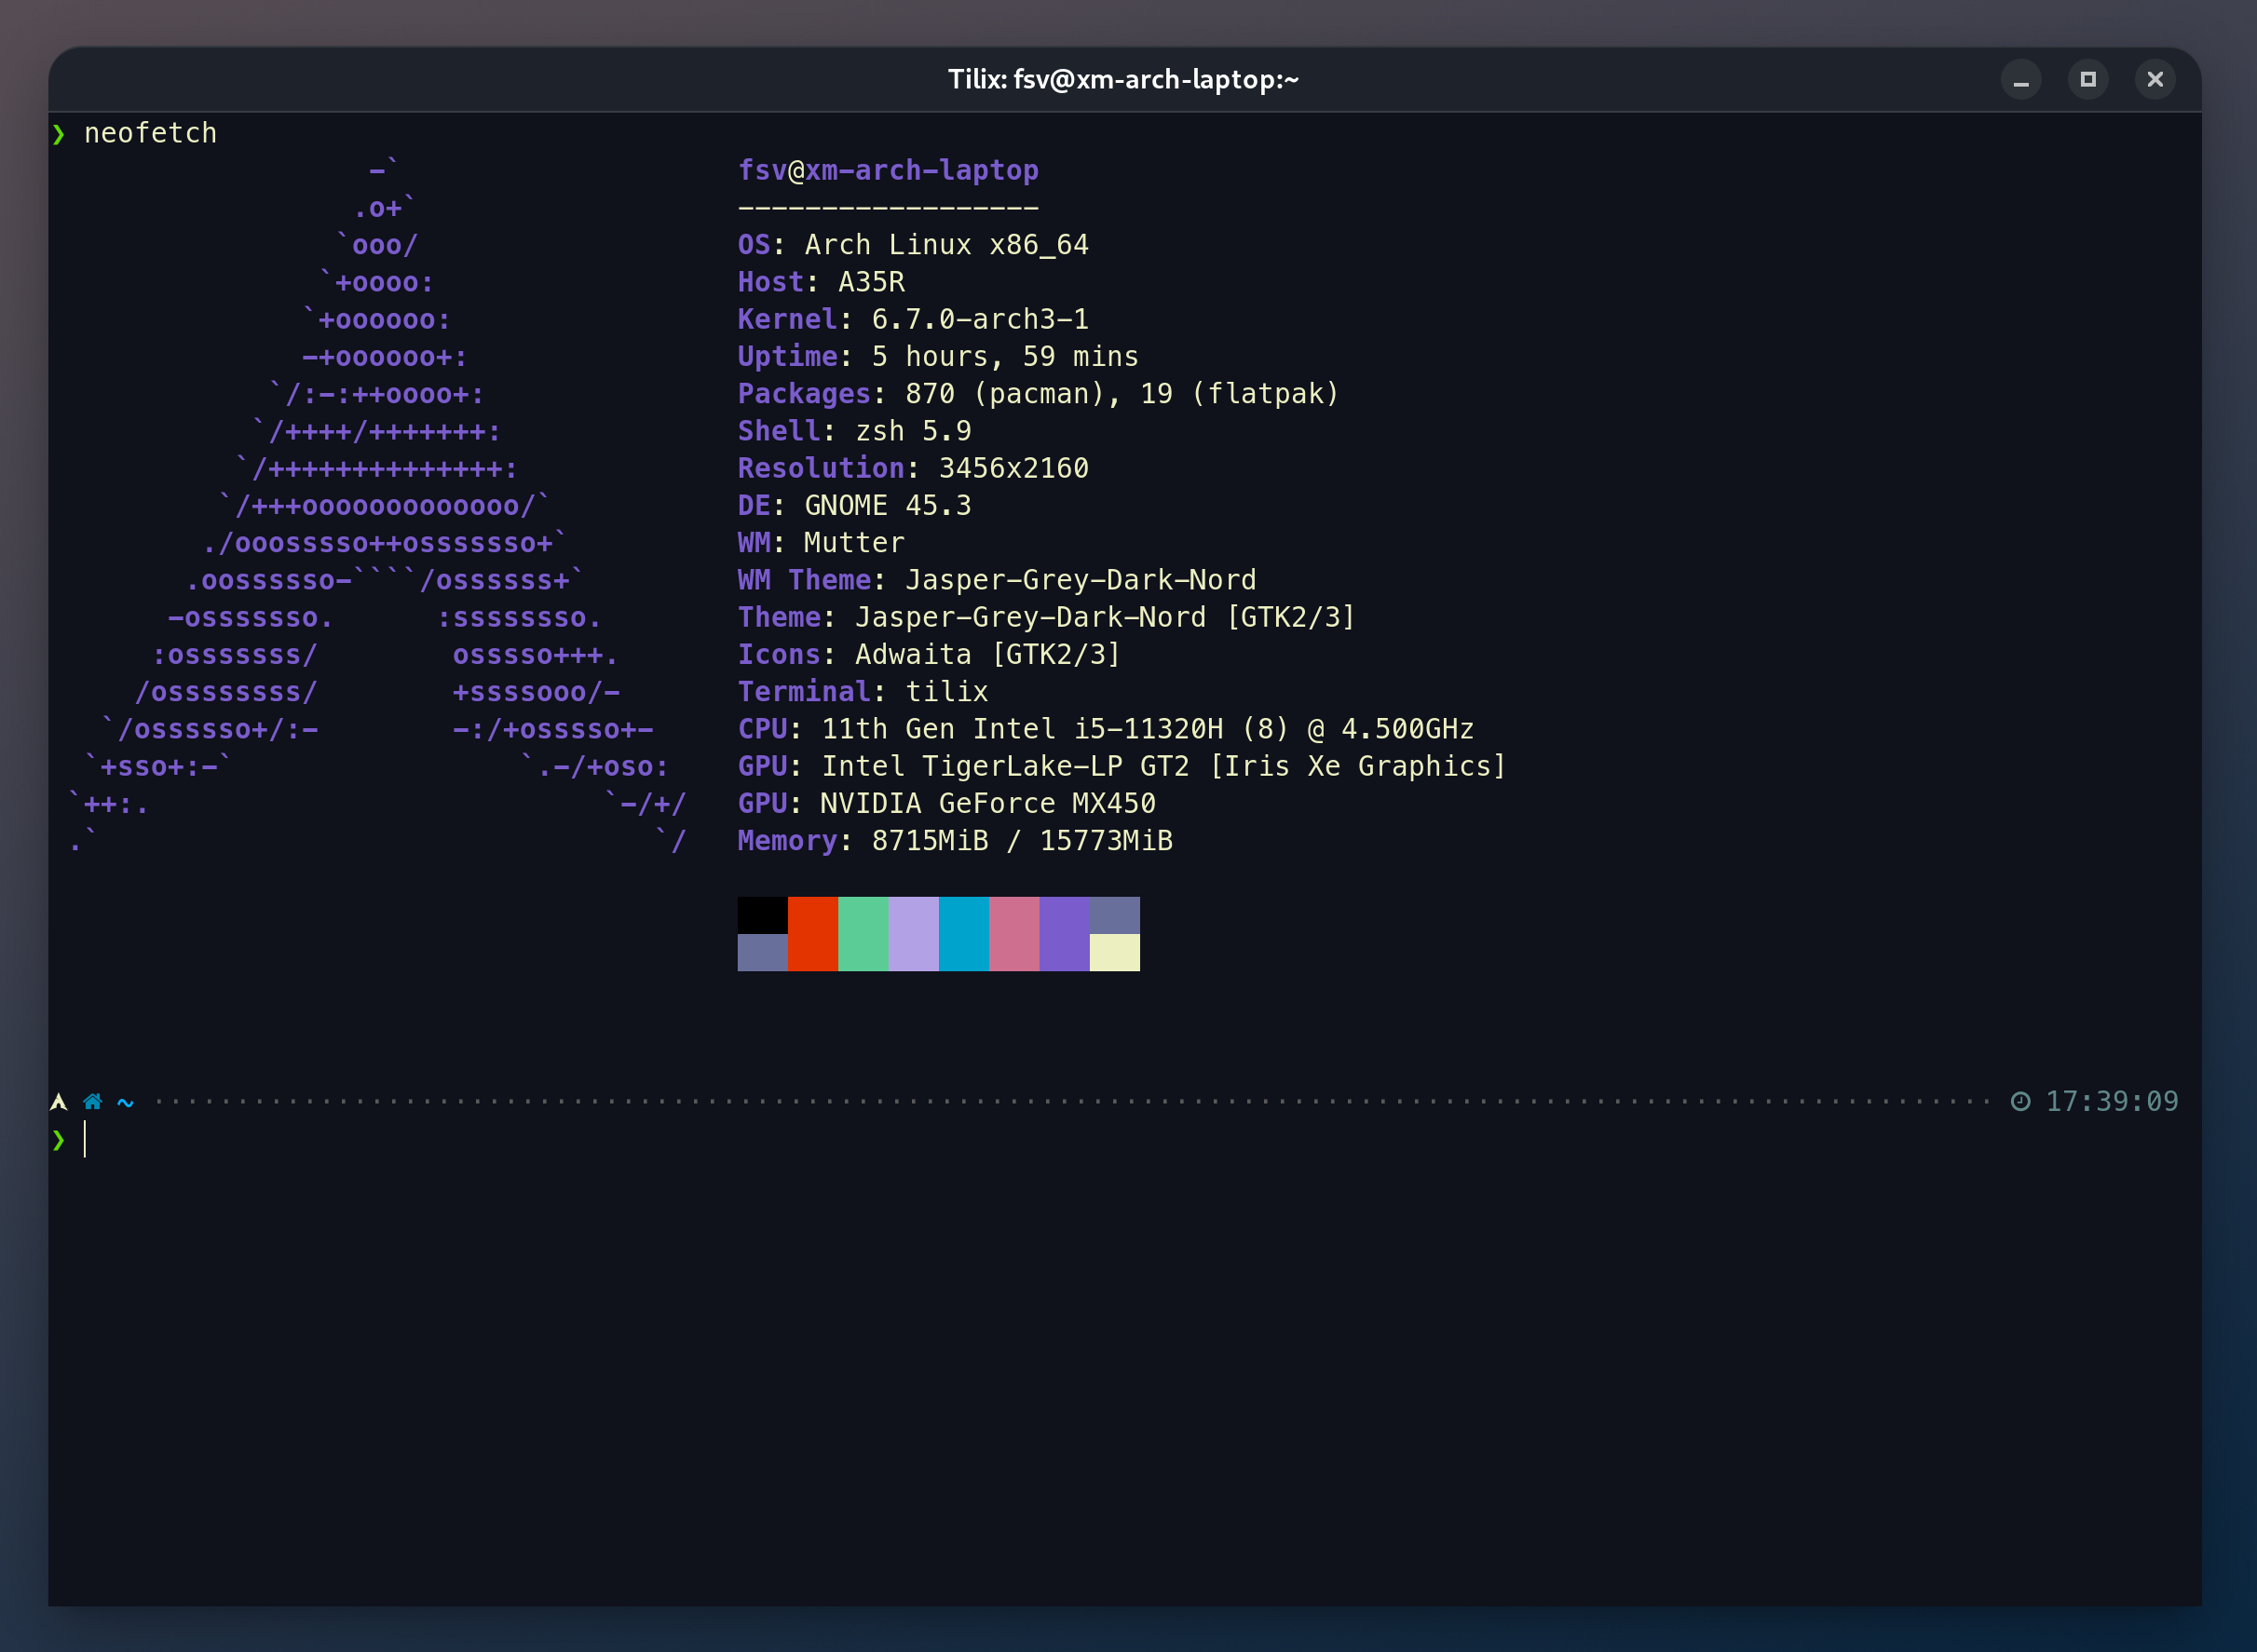 Tilix: fsv@xm-arch-laptop:~
❯ neofetch
                   -`                    fsv@xm-arch-laptop
                  .o+`                   ------------------
                 `ooo/                   OS: Arch Linux x86_64
                `+oooo:                  Host: A35R
               `+oooooo:                 Kernel: 6.7.0-arch3-1
               -+oooooo+:                Uptime: 5 hours, 59 mins
             `/:-:++oooo+:               Packages: 870 (pacman), 19 (flatpak)
            `/++++/+++++++:              Shell: zsh 5.9
           `/++++++++++++++:             Resolution: 3456x2160
          `/+++ooooooooooooo/`           DE: GNOME 45.3
         ./ooosssso++osssssso+`          WM: Mutter
        .oossssso-````/ossssss+`         WM Theme: Jasper-Grey-Dark-Nord
       -osssssso.      :ssssssso.        Theme: Jasper-Grey-Dark-Nord [GTK2/3]
      :osssssss/        osssso+++.       Icons: Adwaita [GTK2/3]
     /ossssssss/        +ssssooo/-       Terminal: tilix
   `/ossssso+/:-        -:/+osssso+-     CPU: 11th Gen Intel i5-11320H (8) @ 4.500GHz
  `+sso+:-`                 `.-/+oso:    GPU: Intel TigerLake-LP GT2 [Iris Xe Graphics]
 `++:.                           `-/+/   GPU: NVIDIA GeForce MX450
 .`                                 `/   Memory: 8715MiB / 15773MiB
~ 17:39:09
❯